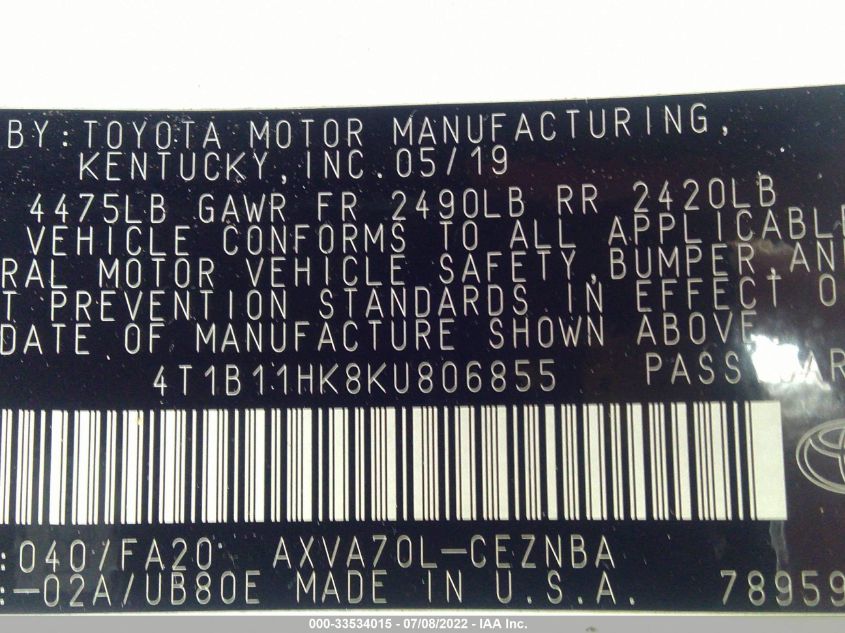 BY: TOYOTA MOTOR MANUFACTURING,
KENTUCKY, INC. 05/19
4475LB GAWR FR 2490LB RR 2420LB
VEHICLE CONFORMS TO ALL APPLICABLE
RAL MOTOR VEHICLE SAFETY, BUMPER, AN
T PREVENTION STANDARDS IN EFFECT O
DATE OF MANUFACTURE SHOWN ABOVE
4T1B11HK8KU806855 PASS CAR
:040/FA20 AXVA70L-CEZNBA
:-02A/UB80E MADE IN U.S.A. 78959
000-33534015 - 07/08/2022 - IAA Inc.